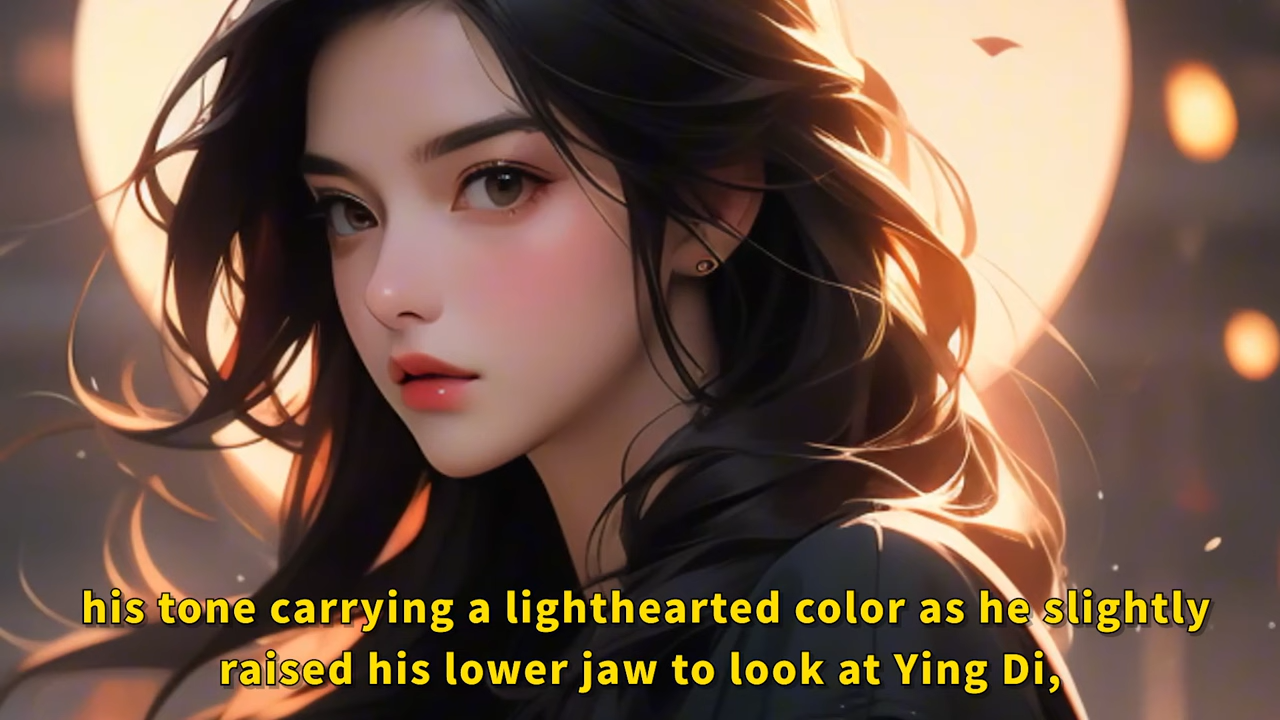 his tone carrying a lighthearted color as he slightly
raised his lower jaw to look at Ying Di,